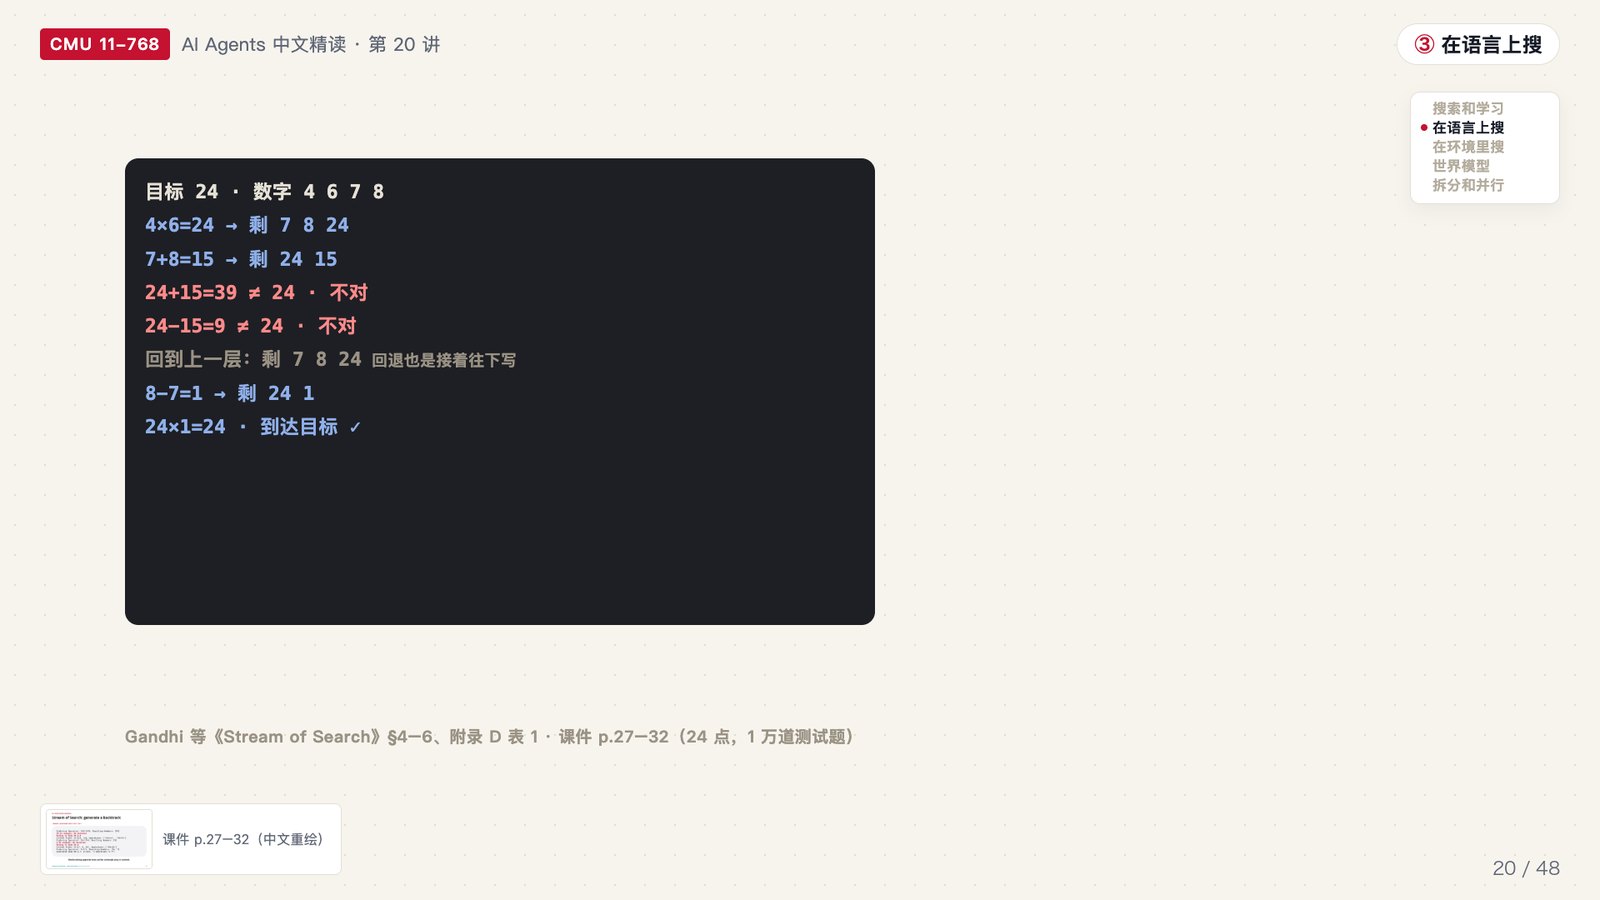 CMU 11-768
AI Agents 中文精读 · 第 20 讲
③ 在语言上搜
搜索和学习
在语言上搜
在环境里搜
世界模型
拆分和并行
目标 24 · 数字 4 6 7 8
4×6=24 → 剩 7 8 24
7+8=15 → 剩 24 15
24+15=39 ≠ 24 · 不对
24−15=9 ≠ 24 · 不对
回到上一层：剩 7 8 24 回退也是接着往下写
8−7=1 → 剩 24 1
24×1=24 · 到达目标 ✓
Gandhi 等《Stream of Search》§4—6、附录 D 表 1 · 课件 p.27—32（24 点，1 万道测试题）
Stream of Search: generate a Backtrack
课件 p.27—32（中文重绘）
20 / 48